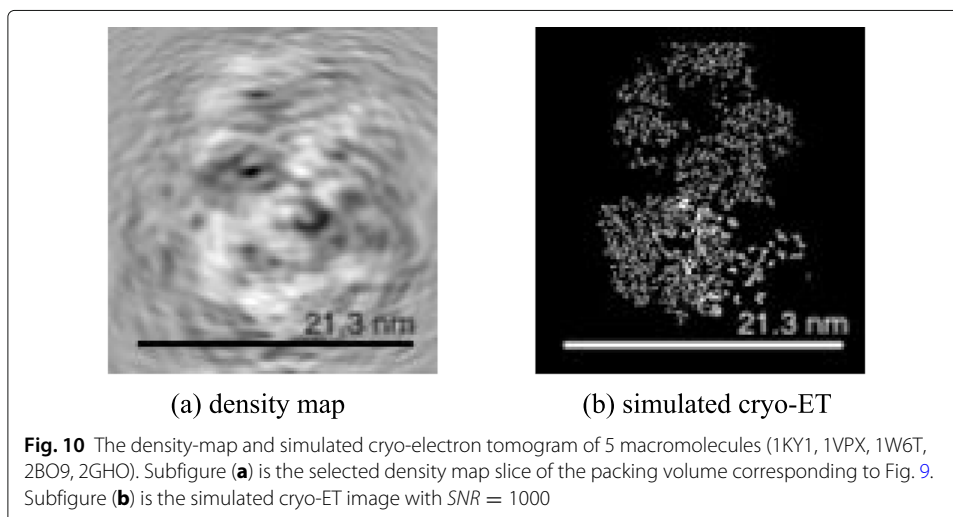 21.3 nm
21.3 nm
(a) density map
(b) simulated cryo-ET
Fig. 10 The density-map and simulated cryo-electron tomogram of 5 macromolecules (1KY1, 1VPX, 1W6T,
2BO9, 2GHO). Subfigure (a) is the selected density map slice of the packing volume corresponding to Fig. 9.
Subfigure (b) is the simulated cryo-ET image with SNR = 1000